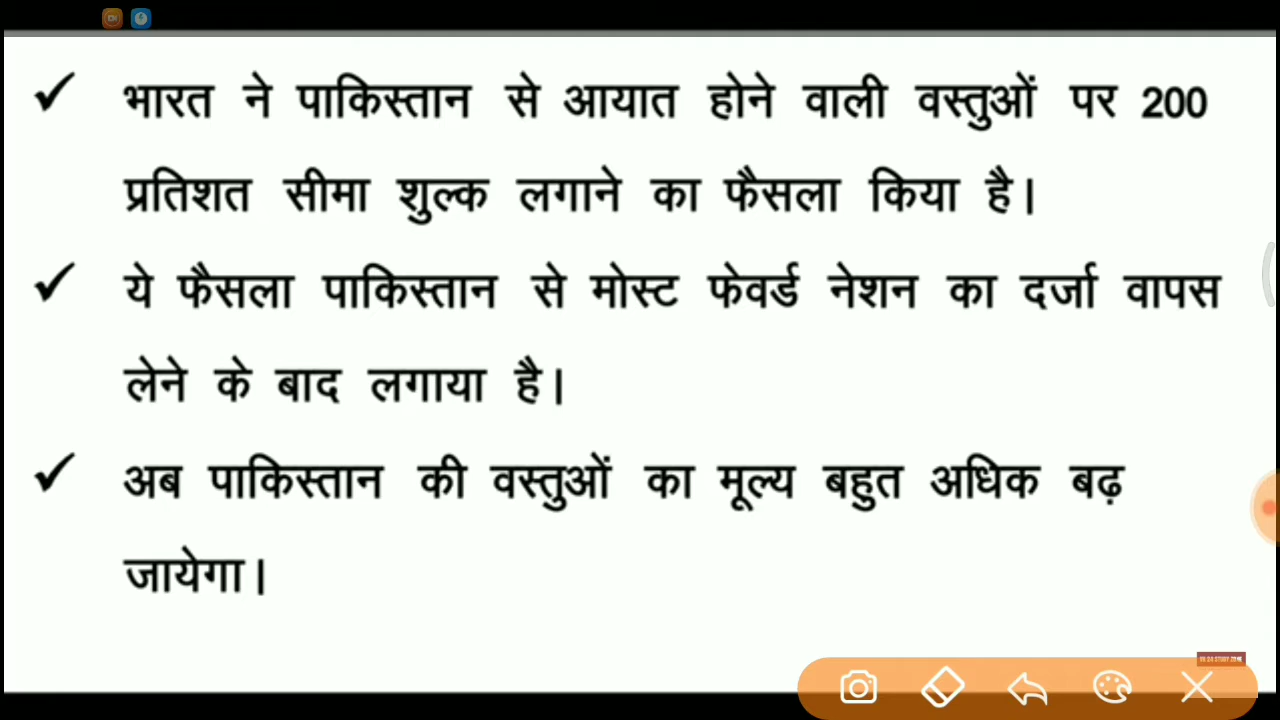 भारत ने पाकिस्तान से आयात होने वाली वस्तुओं पर 200
प्रतिशत सीमा शुल्क लगाने का फैसला किया है।
ये फैसला पाकिस्तान से मोस्ट फेवर्ड नेशन का दर्जा वापस
लेने के बाद लगाया है।
अब पाकिस्तान की वस्तुओं का मूल्य बहुत अधिक बढ़
जायेगा।